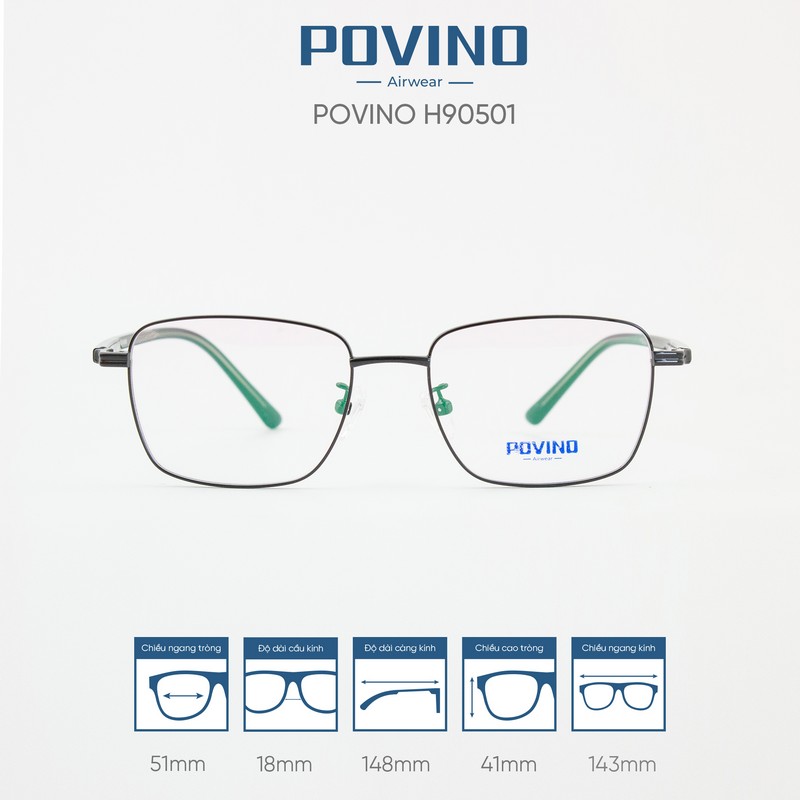 POVINO
Airwear
POVINO H90501
POVINO
Airwear
Chiều ngang tròng
Độ dài cầu kính
Độ dài càng kính
Chiều cao tròng
Chiều ngang kính
51mm
18mm
148mm
41mm
143mm